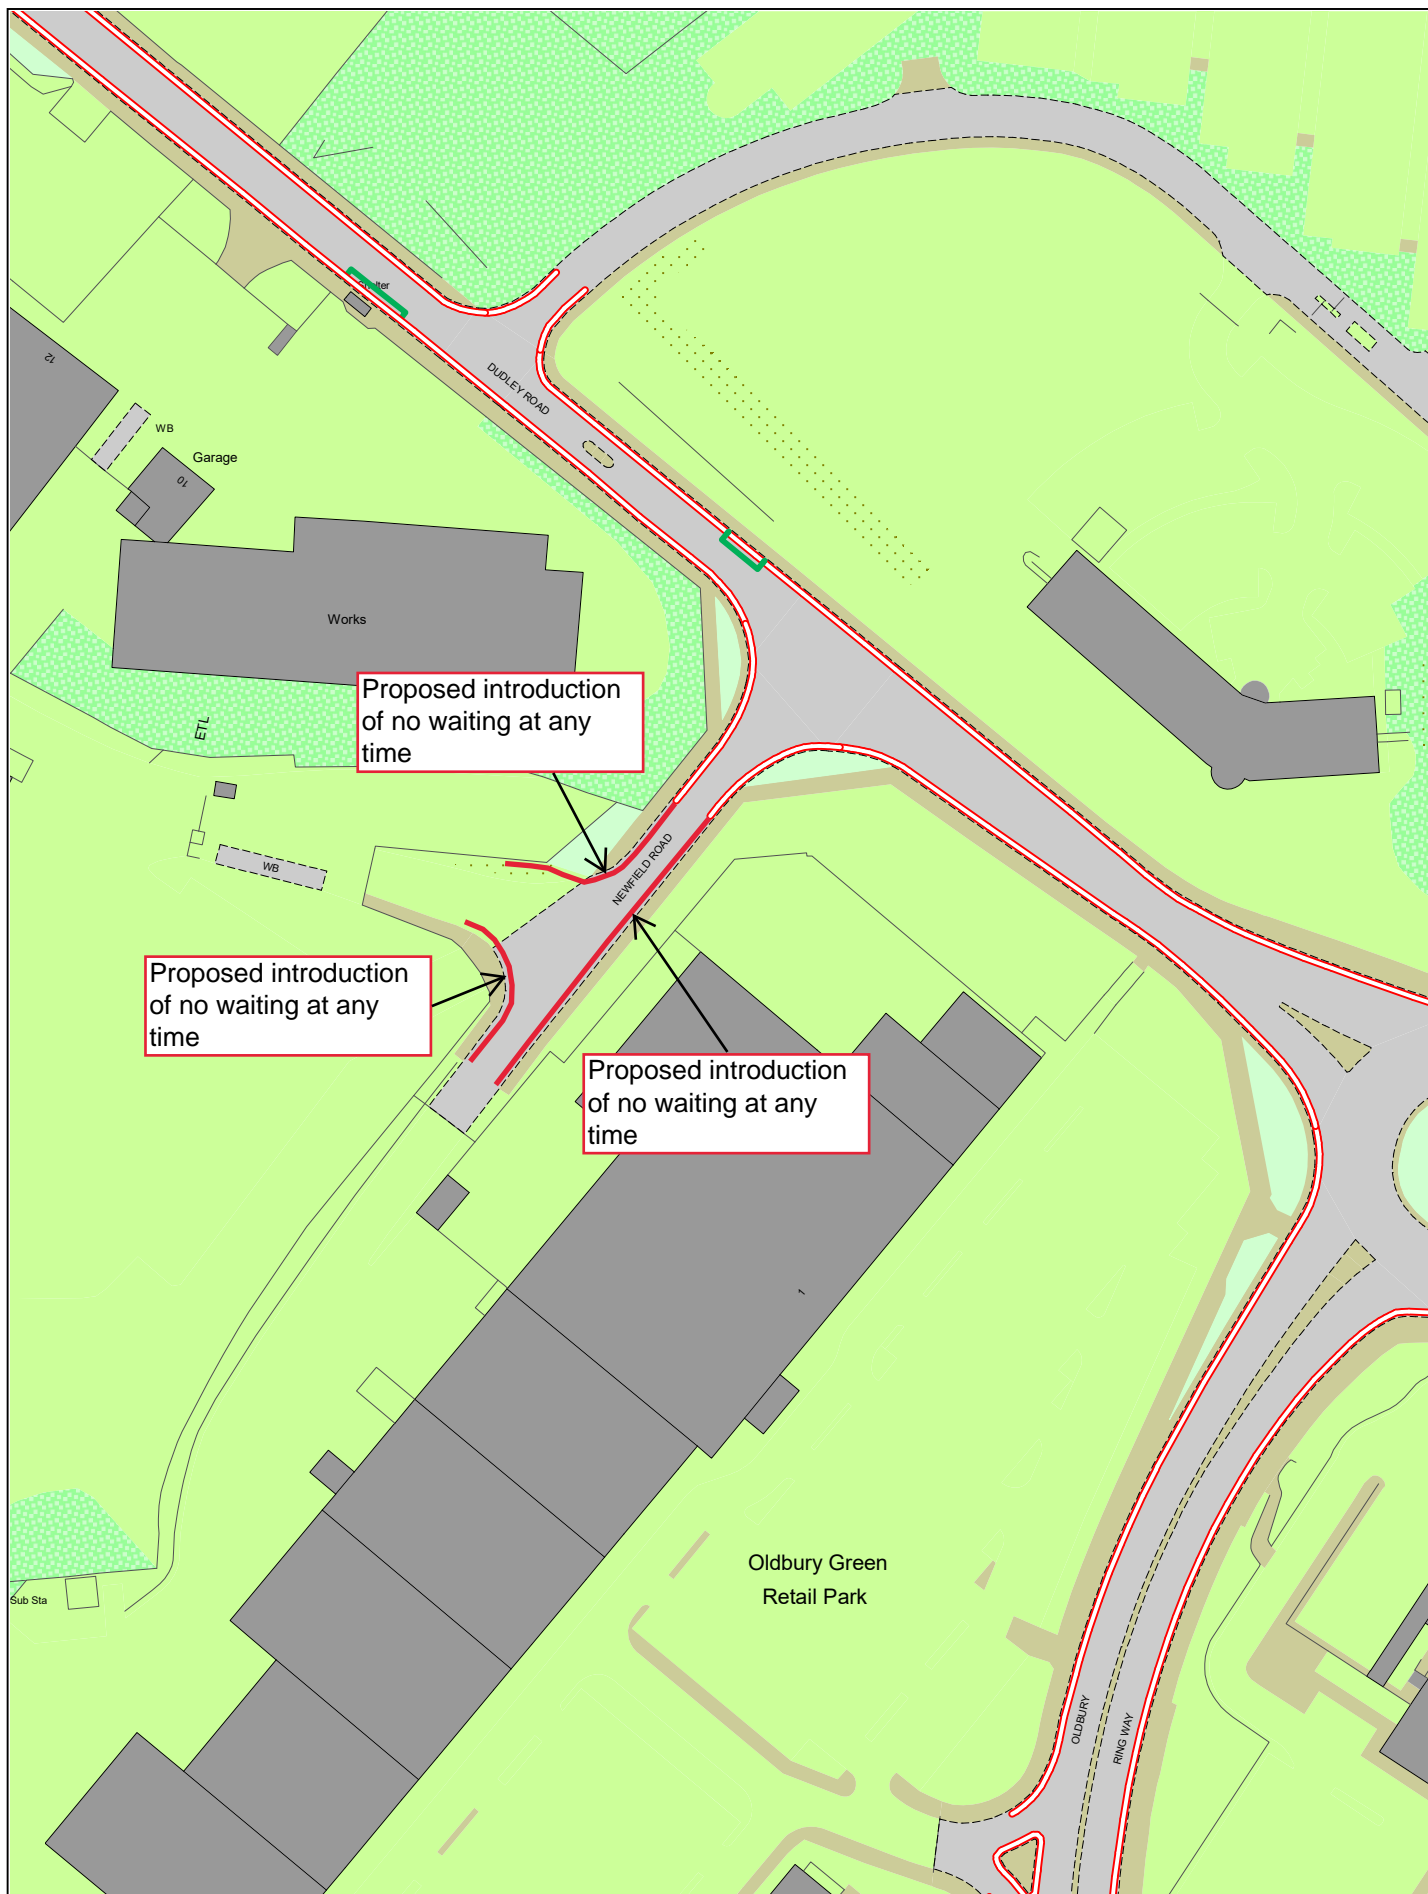 DUDLEY ROAD
12
WB
Garage
10
Works
Proposed introduction
of no waiting at any
time
ETL
NEWFIELD ROAD
WB
Proposed introduction
of no waiting at any
time
Proposed introduction
of no waiting at any
time
1
Oldbury Green
Retail Park
Sub Sta
OLDBURY
RING WAY